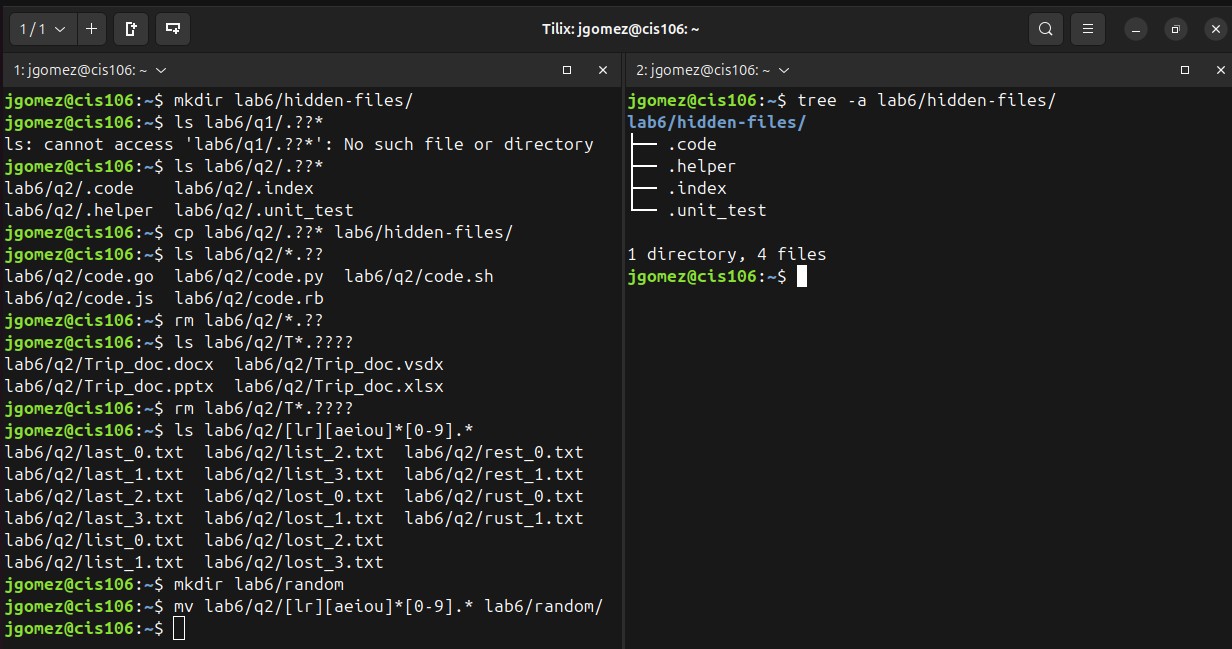 1 / 1
Tilix: jgomez@cis106: ~
1: jgomez@cis106: ~
jgomez@cis106:~$ mkdir lab6/hidden-files/
jgomez@cis106:~$ ls lab6/q1/.??*
ls: cannot access 'lab6/q1/.??*': No such file or directory
jgomez@cis106:~$ ls lab6/q2/.??*
lab6/q2/.code    lab6/q2/.index
lab6/q2/.helper  lab6/q2/.unit_test
jgomez@cis106:~$ cp lab6/q2/.??* lab6/hidden-files/
jgomez@cis106:~$ ls lab6/q2/*.??
lab6/q2/code.go  lab6/q2/code.py  lab6/q2/code.sh
lab6/q2/code.js  lab6/q2/code.rb
jgomez@cis106:~$ rm lab6/q2/*.??
jgomez@cis106:~$ ls lab6/q2/T*.????
lab6/q2/Trip_doc.docx  lab6/q2/Trip_doc.vsdx
lab6/q2/Trip_doc.pptx  lab6/q2/Trip_doc.xlsx
jgomez@cis106:~$ rm lab6/q2/T*.????
jgomez@cis106:~$ ls lab6/q2/[lr][aeiou]*[0-9].*
lab6/q2/last_0.txt  lab6/q2/list_2.txt  lab6/q2/rest_0.txt
lab6/q2/last_1.txt  lab6/q2/list_3.txt  lab6/q2/rest_1.txt
lab6/q2/last_2.txt  lab6/q2/lost_0.txt  lab6/q2/rust_0.txt
lab6/q2/last_3.txt  lab6/q2/lost_1.txt  lab6/q2/rust_1.txt
lab6/q2/list_0.txt  lab6/q2/lost_2.txt
lab6/q2/list_1.txt  lab6/q2/lost_3.txt
jgomez@cis106:~$ mkdir lab6/random
jgomez@cis106:~$ mv lab6/q2/[lr][aeiou]*[0-9].* lab6/random/
jgomez@cis106:~$
2: jgomez@cis106: ~
jgomez@cis106:~$ tree -a lab6/hidden-files/
lab6/hidden-files/
├── .code
├── .helper
├── .index
└── .unit_test
1 directory, 4 files
jgomez@cis106:~$